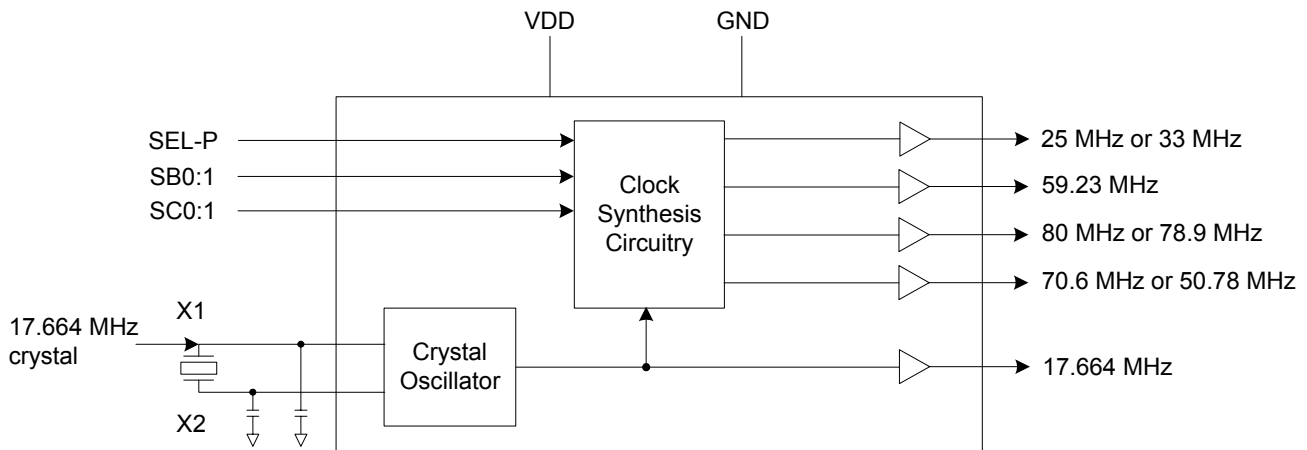 VDD
GND
SEL-P
SB0:1
SC0:1
Clock
Synthesis
Circuitry
25 MHz or 33 MHz
59.23 MHz
80 MHz or 78.9 MHz
70.6 MHz or 50.78 MHz
X1
17.664 MHz
crystal
X2
Crystal
Oscillator
17.664 MHz